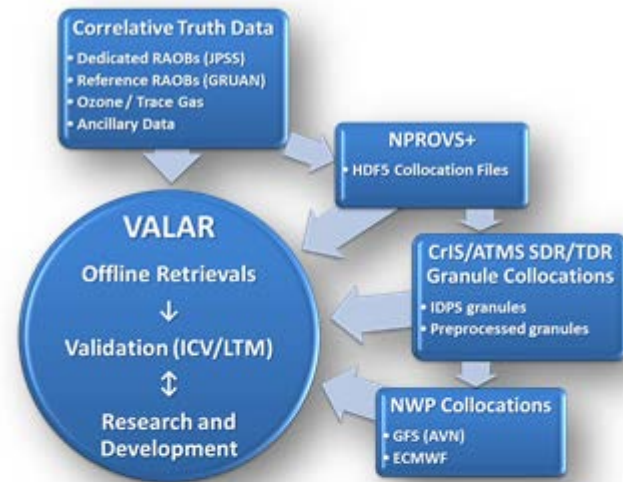 Correlative Truth Data
• Dedicated RAOBs (JPSS)
• Reference RAOBs (GRUAN)
• Ozone / Trace Gas
• Ancillary Data
NPROVS+
• HDF5 Collocation Files
VALAR
Offline Retrievals
↓
Validation (ICV/LTM)
↕
Research and
Development
CrIS/ATMS SDR/TDR
Granule Collocations
• IDPS granules
• Preprocessed granules
NWP Collocations
• GFS (AVN)
• ECMWF